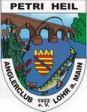 PETRI HEIL
ANGLERCLUB
1922
e.V.
LOHR a. MAIN